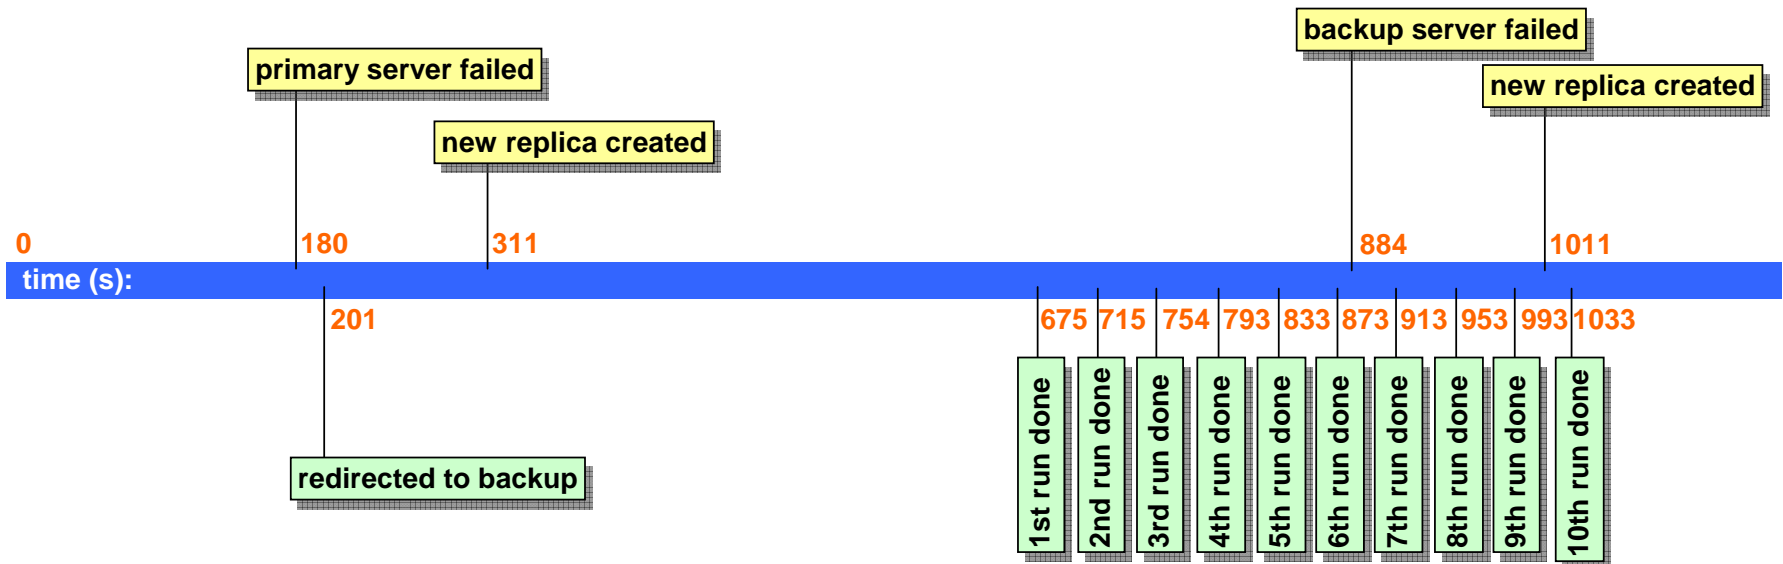 backup server failed
primary server failed
new replica created
new replica created
0
180
311
884
1011
time (s):
201
675
715
754
793
833
873
913
953
993
1033
1st run done
2nd run done
3rd run done
4th run done
5th run done
6th run done
7th run done
8th run done
9th run done
10th run done
redirected to backup